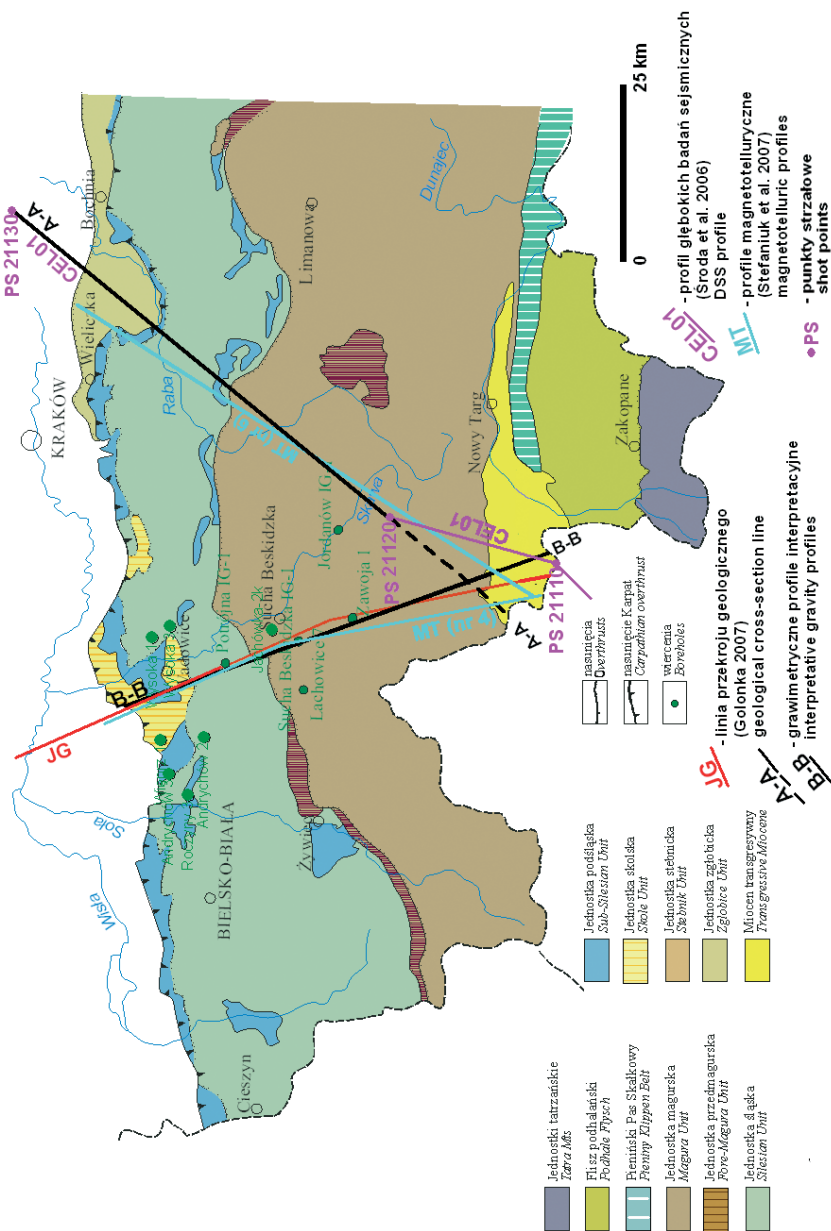 PS 21130
A-A
CEL01
Bochnia
KRAKÓW
Wieliczka
Raba
MT (nr 6)
Limanowa
Dunajec
Wisła
Soła
JG
B-B
Wysoka-1
Potrójna IG-1
Jachówka-2k
Sucha Beskidzka
Sucha Beskidzka IG-1
Lachowice 7
Zawoja 1
Jordanów IG-1
Skawa
PS 21120
CEL01
Nowy Targ
Zakopane
MT (nr 4)
A-A
B-B
PS 21110
Andrychów 2
BIELSKO-BIAŁA
Żywiec
Cieszyn
0
25 km
Jednostki tatrzańskie
Tatra Mts
Flisz podhalański
Podhale Flysch
Pieniński Pas Skałkowy
Pieniny Klippen Belt
Jednostka magurska
Magura Unit
Jednostka przedmagurska
Fore-Magura Unit
Jednostka śląska
Silesian Unit
Jednostka podśląska
Sub-Silesian Unit
Jednostka skolska
Skole Unit
Jednostka stebnicka
Stebnik Unit
Jednostka zgłobicka
Zglobice Unit
Miocen transgresywny
Transgressive Miocene
nasunięcia
Overthrusts
nasunięcie Karpat
Carpathian overthrust
wiercenia
Boreholes
JG - linia przekroju geologicznego
(Golonka 2007)
geological cross-section line
A-A
B-B - grawimetryczne profile interpretacyjne
interpretative gravity profiles
CEL01 - profil głębokich badań sejsmicznych
(Środa et al. 2006)
DSS profile
MT - profile magnetotelluryczne
(Stefaniuk et al. 2007)
magnetotelluric profiles
PS - punkty strzałowe
shot points